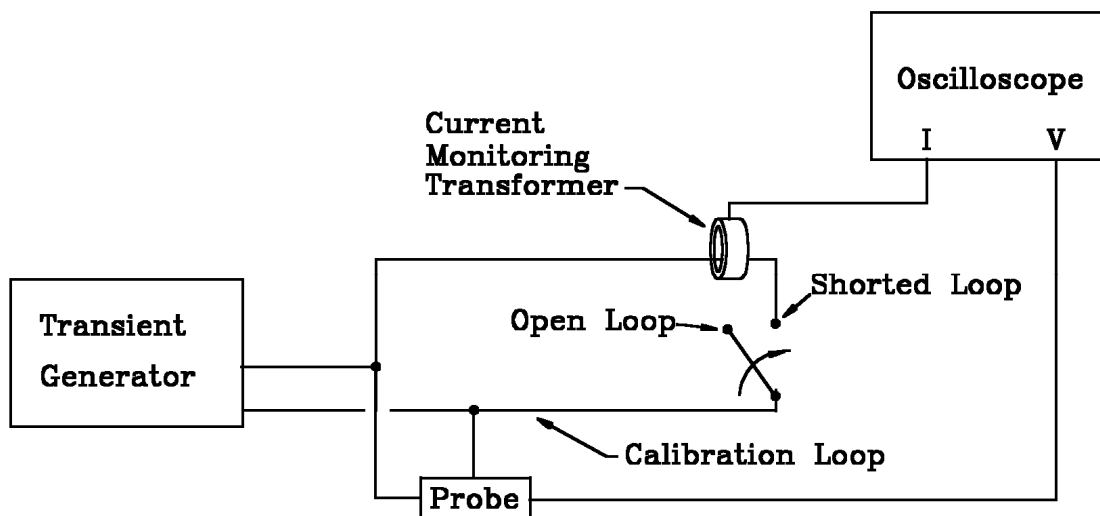 Oscilloscope
I V
Current
Monitoring
Transformer
Shorted Loop
Open Loop
Transient
Generator
Calibration Loop
Probe